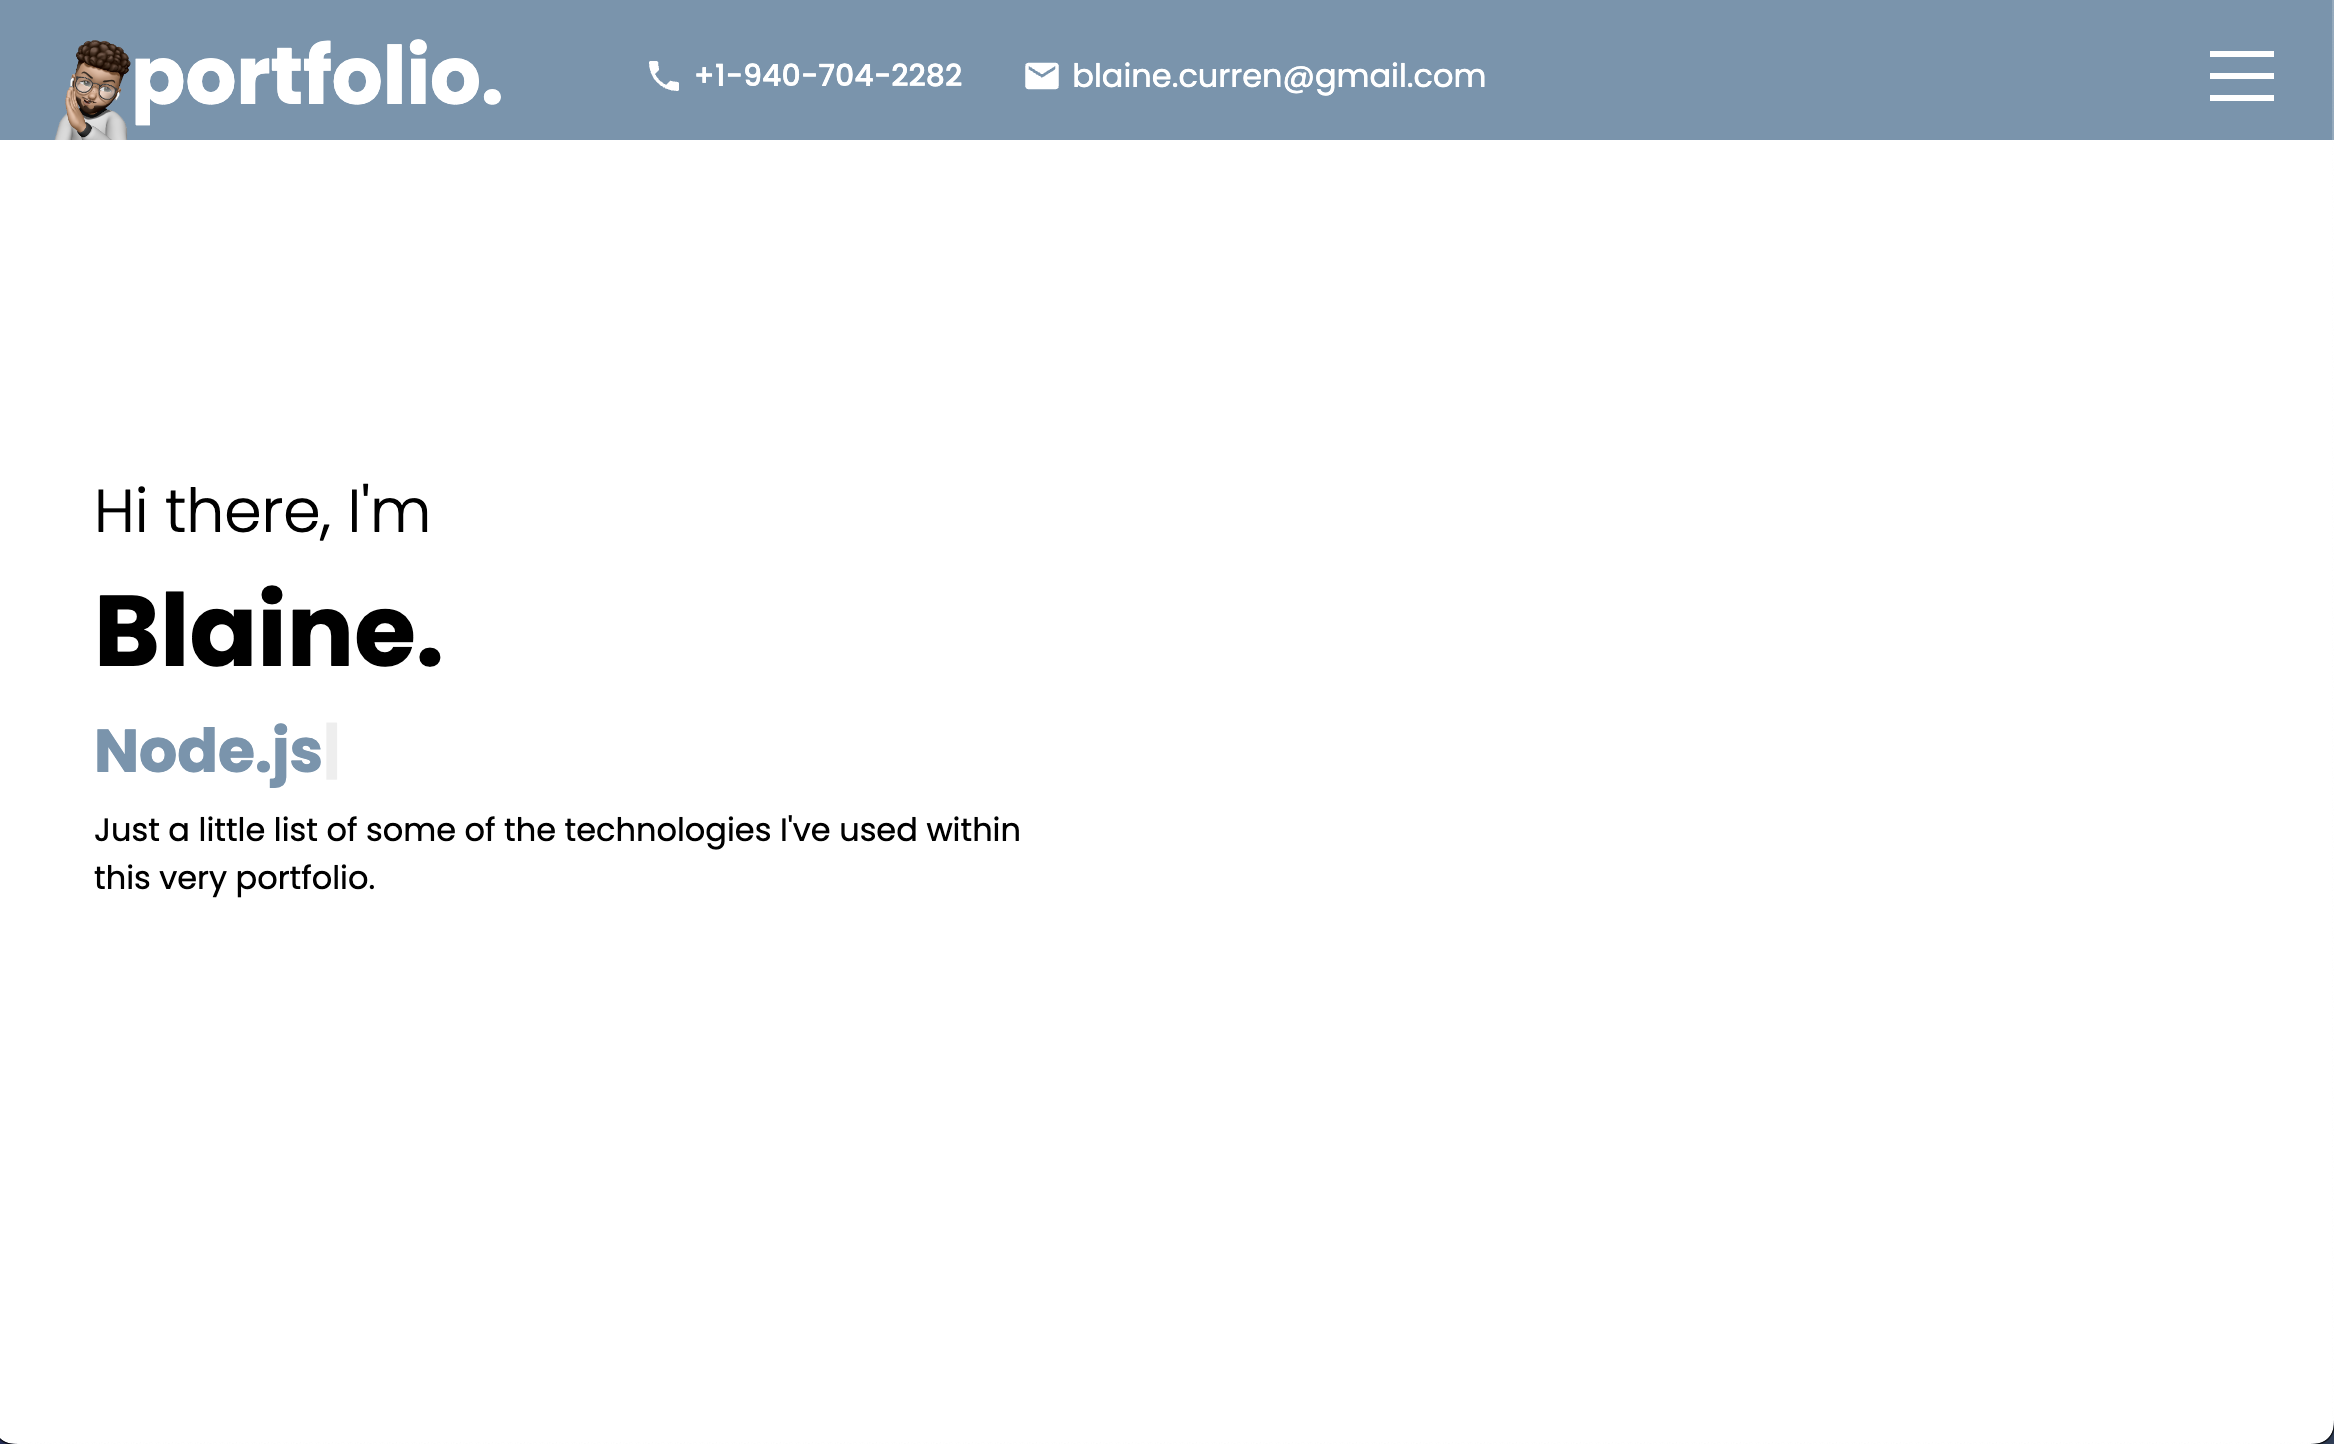 portfolio.
+1-940-704-2282
blaine.curren@gmail.com
Hi there, I'm
Blaine.
Node.js
Just a little list of some of the technologies I've used within
this very portfolio.